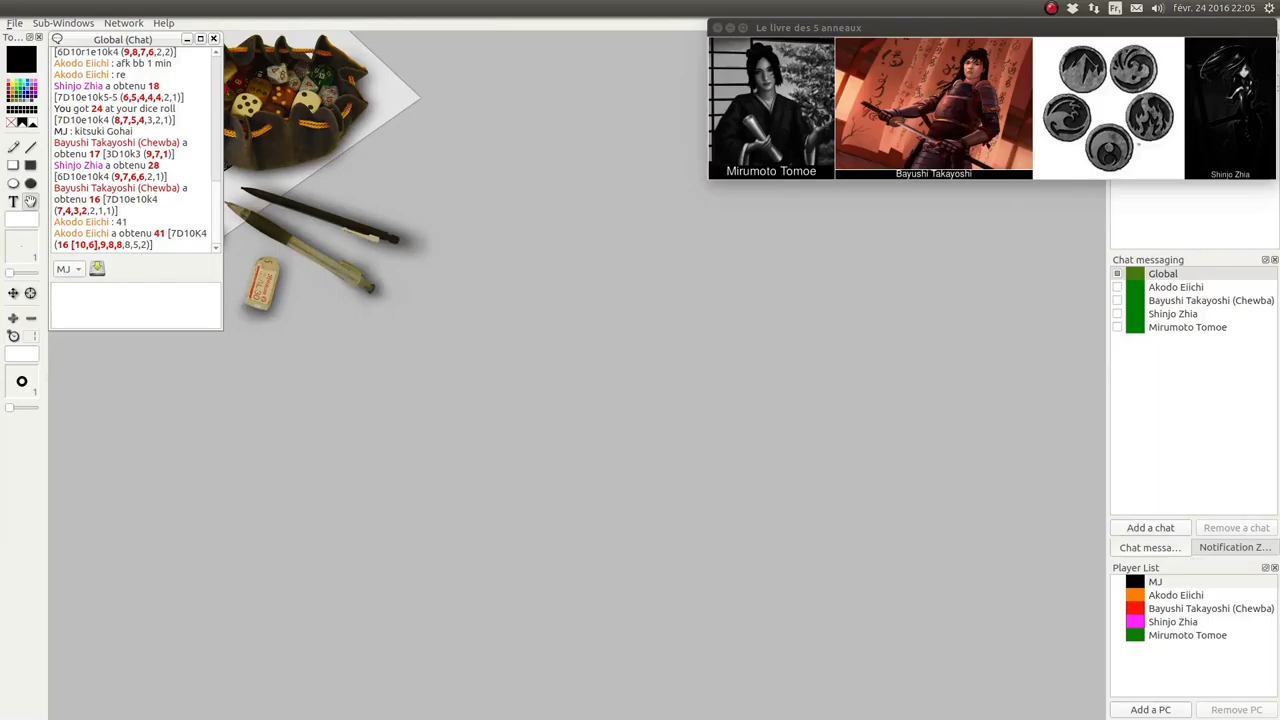 Fr
févr. 24 2016 22:05
File Sub-Windows Network Help
Le livre des 5 anneaux
To...
Global (Chat)
[6D10r1e10k4 (9,8,7,6,2,2)]
Akodo Eiichi : afk bb 1 min
Akodo Eiichi : re
Shinjo Zhia a obtenu 18
[7D10e10k5-5 (6,5,4,4,4,2,1)]
You got 24 at your dice roll
[7D10e10k4 (8,7,5,4,3,2,1)]
MJ : kitsuki Gohai
Bayushi Takayoshi (Chewba) a
obtenu 17 [3D10k3 (9,7,1)]
Shinjo Zhia a obtenu 28
[6D10e10k4 (9,7,6,6,2,1)]
Bayushi Takayoshi (Chewba) a
obtenu 16 [7D10e10k4
(7,4,3,2,2,1,1)]
Akodo Eiichi : 41
Akodo Eiichi a obtenu 41 [7D10K4
(16 [10,6],9,8,8,8,5,2)]
MJ
T
1
1
1
Mirumoto Tomoe
Bayushi Takayoshi
Shinjo Zhia
Chat messaging
Global
Akodo Eiichi
Bayushi Takayoshi (Chewba)
Shinjo Zhia
Mirumoto Tomoe
Add a chat
Remove a chat
Chat messa...
Notification Z...
Player List
MJ
Akodo Eiichi
Bayushi Takayoshi (Chewba)
Shinjo Zhia
Mirumoto Tomoe
Add a PC
Remove PC